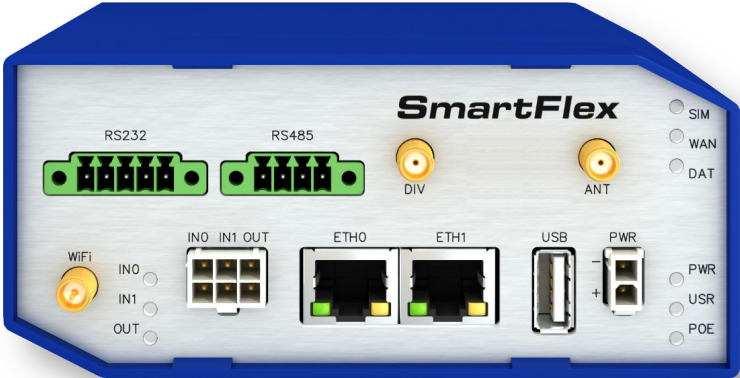 SmartFlex
SIM
WAN
DAT
RS232
RS485
DIV
ANT
WiFi
IN0
IN1
OUT
IN0 IN1 OUT
ETH0
ETH1
USB
PWR
−
+
PWR
USR
POE